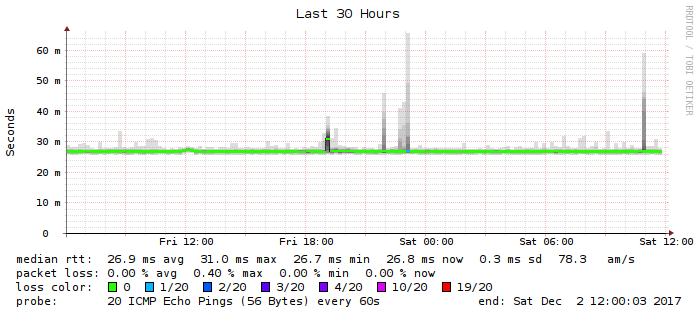 Last 30 Hours
RRDTOOL / TOBI OETIKER
Seconds
60 m
50 m
40 m
30 m
20 m
10 m
0
Fri 12:00 Fri 18:00 Sat 00:00 Sat 06:00 Sat 12:00
median rtt: 26.9 ms avg 31.0 ms max 26.7 ms min 26.8 ms now 0.3 ms sd 78.3 am/s
packet loss: 0.00 % avg 0.40 % max 0.00 % min 0.00 % now
loss color: 0 1/20 2/20 3/20 4/20 10/20 19/20
probe: 20 ICMP Echo Pings (56 Bytes) every 60s end: Sat Dec 2 12:00:03 2017